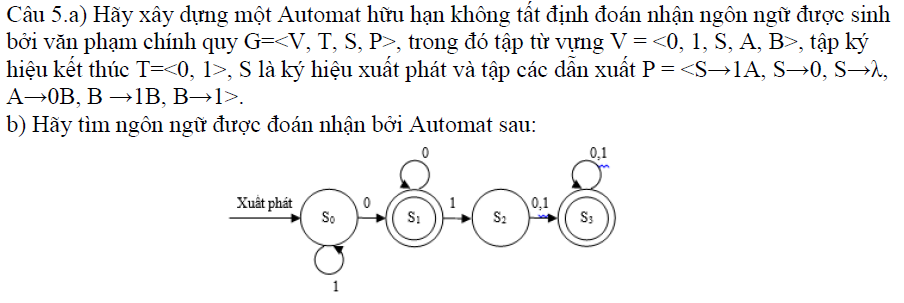 Câu 5.a) Hãy xây dựng một Automat hữu hạn không tất định đoán nhận ngôn ngữ được sinh
bởi văn phạm chính quy G=<V, T, S, P>, trong đó tập từ vựng V = <0, 1, S, A, B>, tập ký
hiệu kết thúc T=<0, 1>, S là ký hiệu xuất phát và tập các dẫn xuất P = <S→1A, S→0, S→λ,
A→0B, B →1B, B→1>.
b) Hãy tìm ngôn ngữ được đoán nhận bởi Automat sau:
0 0,1
Xuất phát S₀ 0 S₁ 1 S₂ 0,1 S₃
1